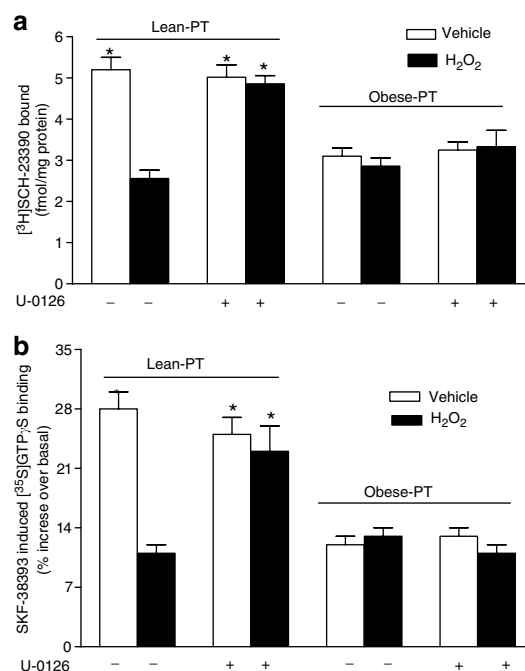 a
Lean-PT
Vehicle
H₂O₂
Obese-PT
[³H]SCH-23390 bound
(fmol/mg protein)
6
5
4
3
2
1
0
* * *
U-0126 – – + + – – + +
b
Lean-PT
Vehicle
H₂O₂
Obese-PT
SKF-38393 induced [³⁵S]GTPγS binding
(% increse over basal)
35
28
21
14
7
0
* * *
U-0126 – – + + – – + +